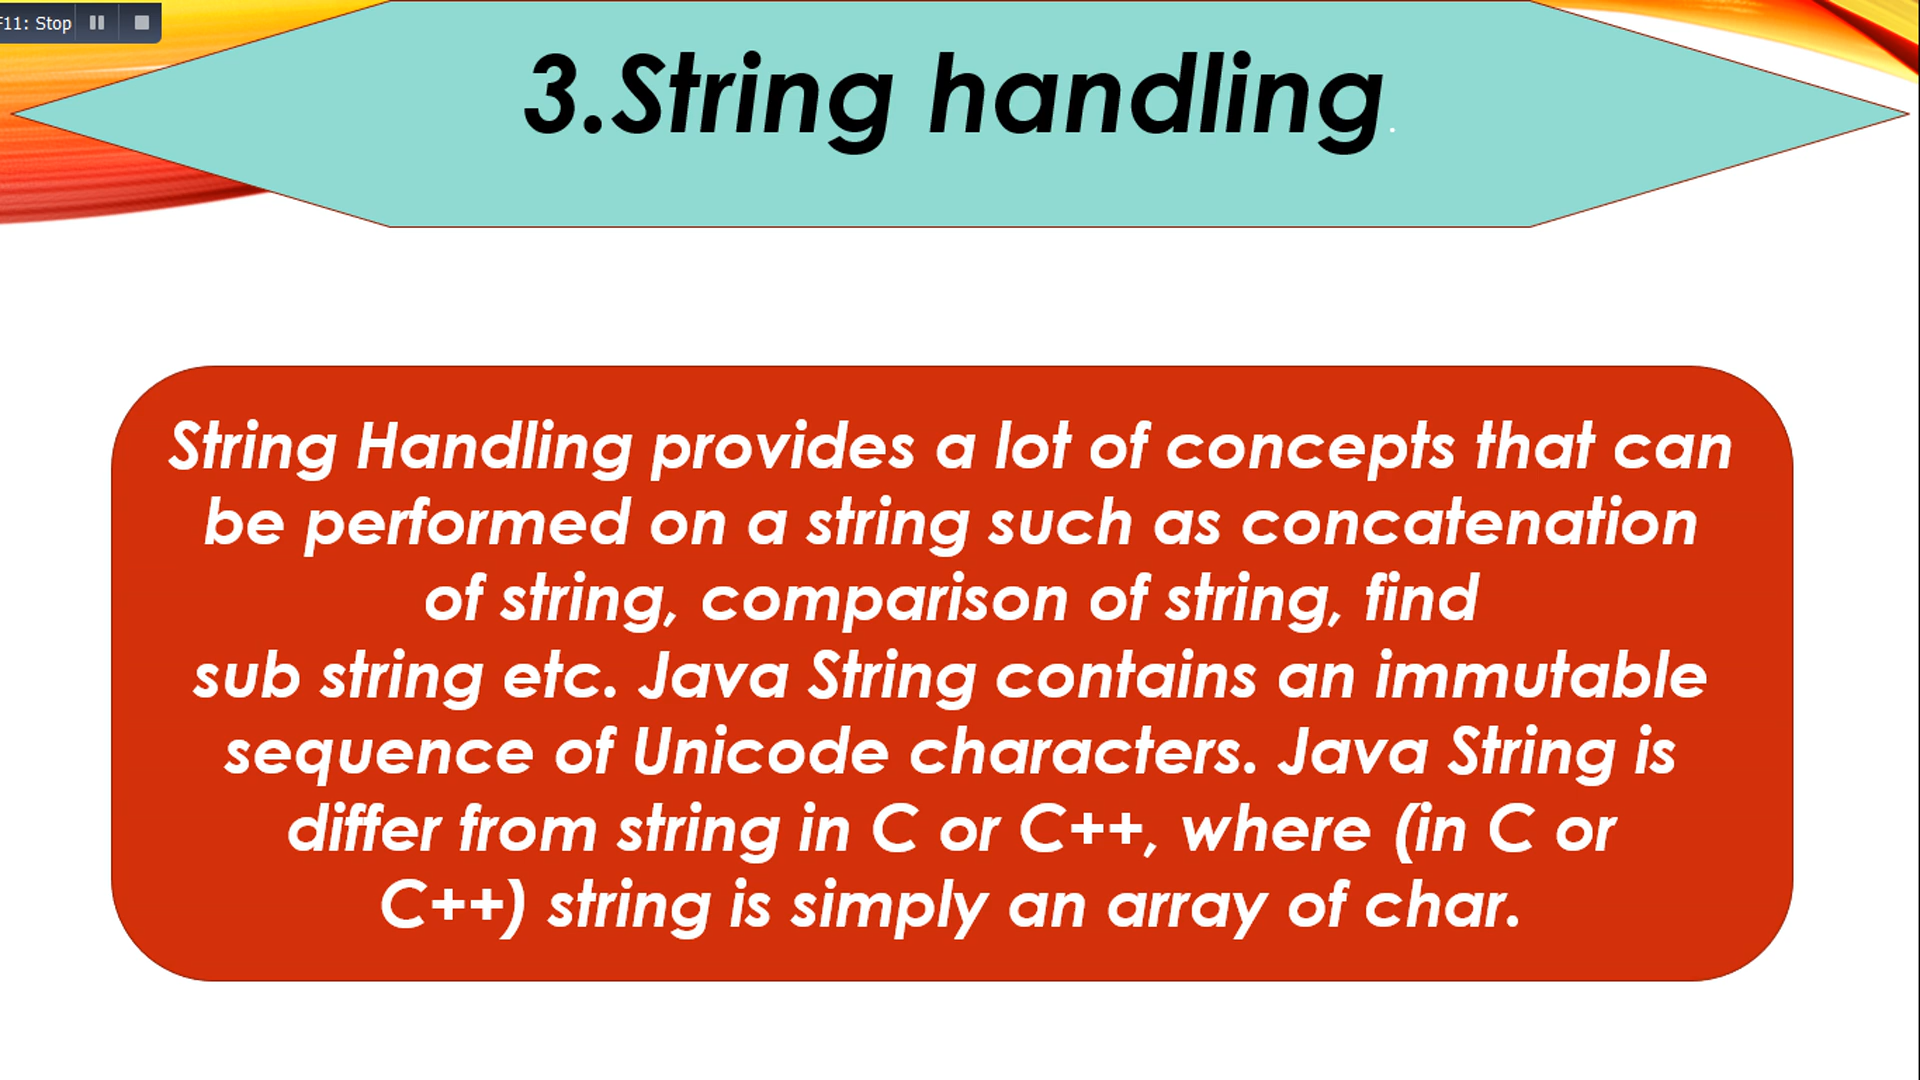 F11: Stop
3.String handling.
String Handling provides a lot of concepts that can
be performed on a string such as concatenation
of string, comparison of string, find
sub string etc. Java String contains an immutable
sequence of Unicode characters. Java String is
differ from string in C or C++, where (in C or
C++) string is simply an array of char.